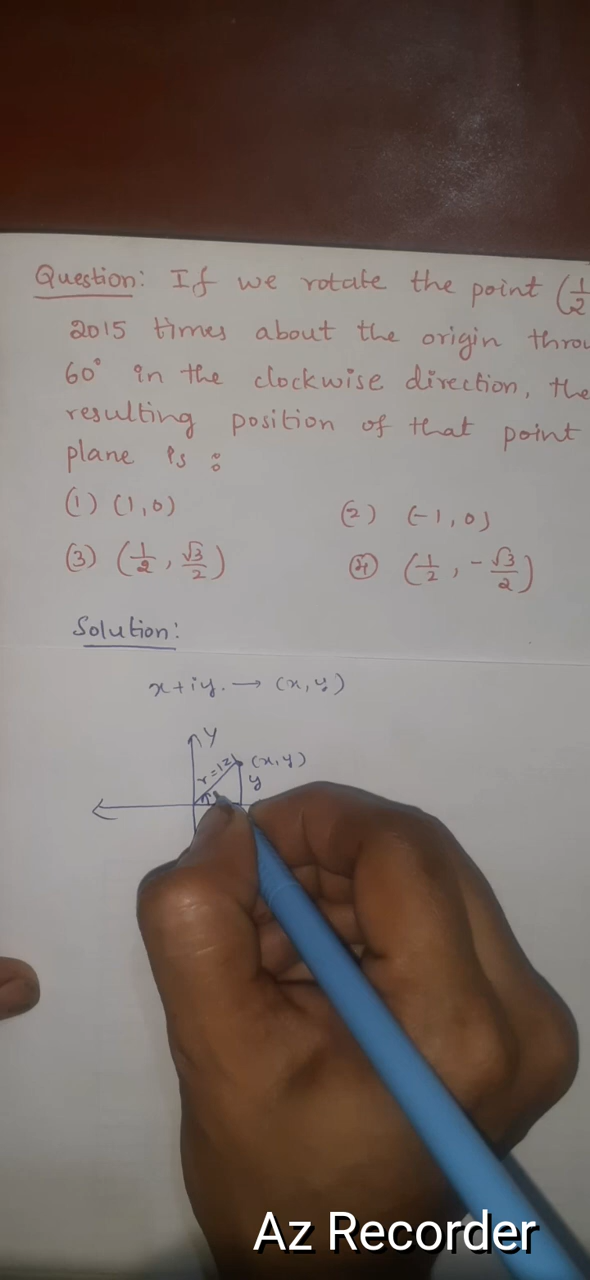 Question: If we rotate the point (1/2
2015 times about the origin throu
60° in the clockwise direction, the
resulting position of that point
plane is :
(1) (1,0) (2) (-1,0)
(3) (1/2, √3/2) (4) (1/2, -√3/2)
Solution:
x+iy. → (x,y)
y
(x,y)
r=|z|
y
Az Recorder